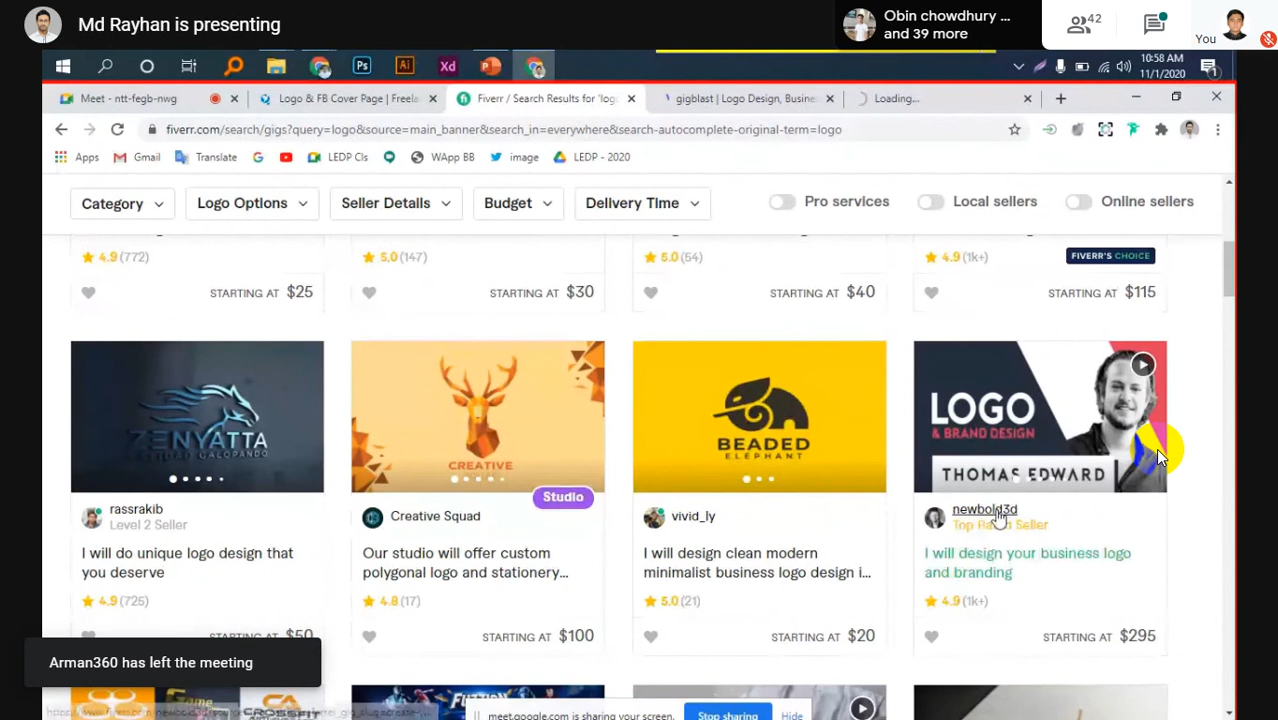 Md Rayhan is presenting
Obin chowdhury ...
and 39 more
42
You
10:58 AM
11/1/2020
Ps
Ai
Xd
Meet - ntt-fegb-nwg
Logo & FB Cover Page | Freela
Fiverr / Search Results for 'log
gigblast | Logo Design, Busine
Loading...
fiverr.com/search/gigs?query=logo&source=main_banner&search_in=everywhere&search-autocomplete-original-term=logo
Apps
Gmail
Translate
LEDP Cls
WApp BB
image
LEDP - 2020
Category
Logo Options
Seller Details
Budget
Delivery Time
Pro services
Local sellers
Online sellers
4.9 (772)
5.0 (147)
5.0 (54)
4.9 (1k+)
FIVERR'S CHOICE
STARTING AT $25
STARTING AT $30
STARTING AT $40
STARTING AT $115
ZENYATTA
GALOPANDO
CREATIVE
BEADED
ELEPHANT
LOGO
& BRAND DESIGN
THOMAS EDWARD
Studio
rassrakib
Level 2 Seller
Creative Squad
vivid_ly
newbold3d
Top Rated Seller
I will do unique logo design that
you deserve
Our studio will offer custom
polygonal logo and stationery...
I will design clean modern
minimalist business logo design i...
I will design your business logo
and branding
4.9 (725)
4.8 (17)
5.0 (21)
4.9 (1k+)
STARTING AT $50
STARTING AT $100
STARTING AT $20
STARTING AT $295
Arman360 has left the meeting
meet.google.com is sharing your screen.
Stop sharing
Hide